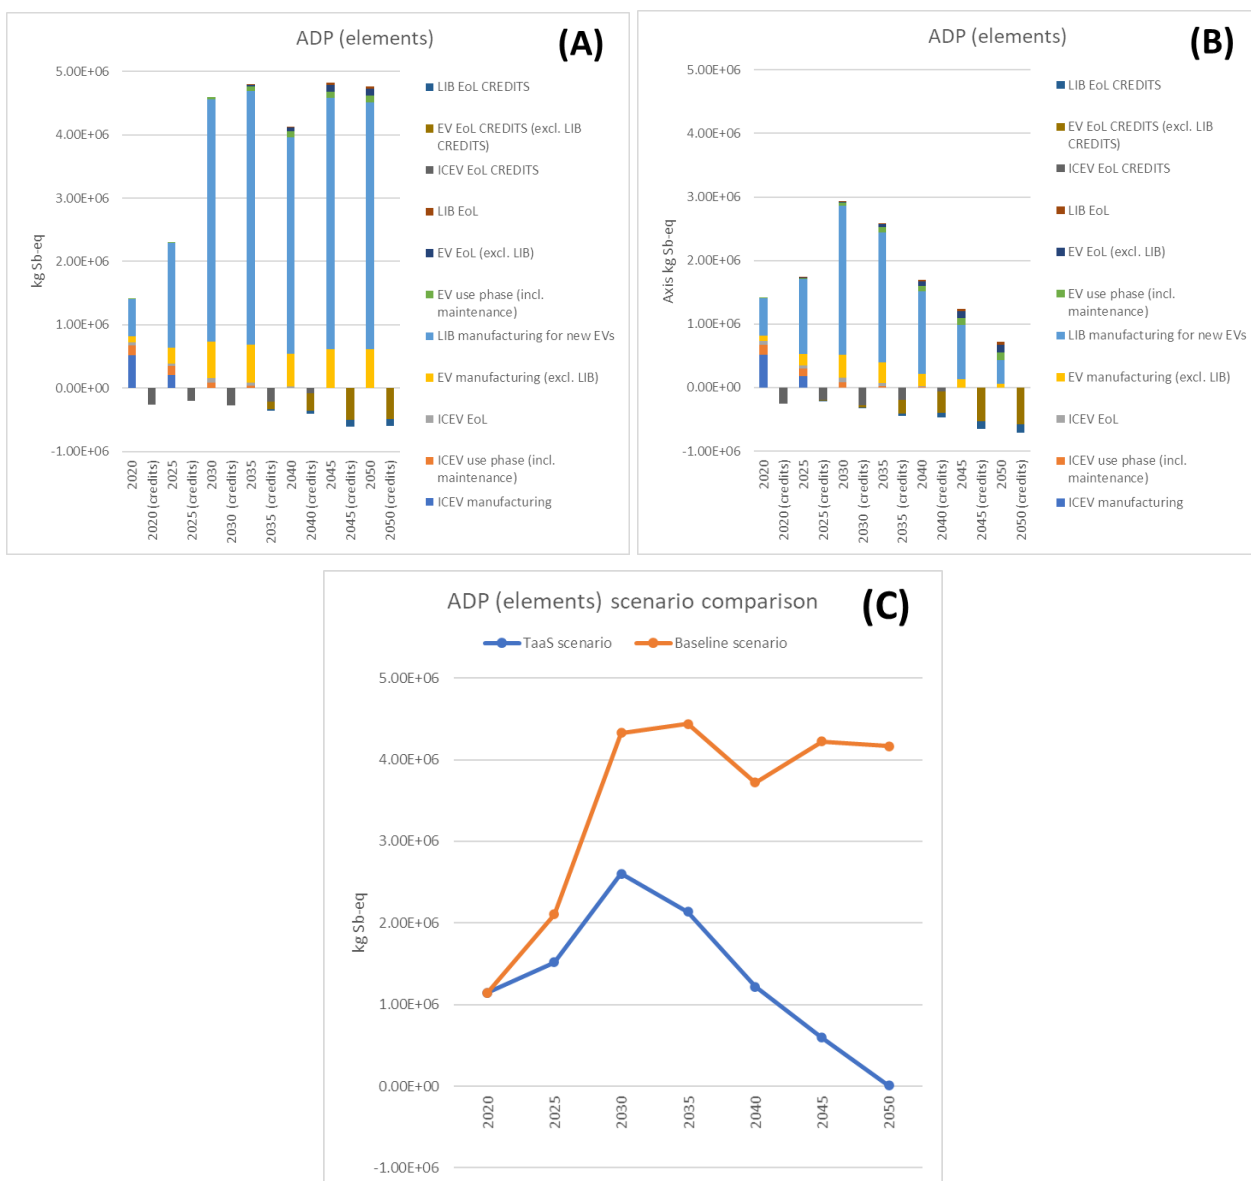 ADP (elements)
(A)
5.00E+06
4.00E+06
3.00E+06
2.00E+06
1.00E+06
0.00E+00
-1.00E+06
kg Sb-eq
2020
2020 (credits)
2025
2025 (credits)
2030
2030 (credits)
2035
2035 (credits)
2040
2040 (credits)
2045
2045 (credits)
2050
2050 (credits)
LIB EoL CREDITS
EV EoL CREDITS (excl. LIB
CREDITS)
ICEV EoL CREDITS
LIB EoL
EV EoL (excl. LIB)
EV use phase (incl.
maintenance)
LIB manufacturing for new EVs
EV manufacturing (excl. LIB)
ICEV EoL
ICEV use phase (incl.
maintenance)
ICEV manufacturing
ADP (elements)
(B)
5.00E+06
4.00E+06
3.00E+06
2.00E+06
1.00E+06
0.00E+00
-1.00E+06
Axis kg Sb-eq
2020
2020 (credits)
2025
2025 (credits)
2030
2030 (credits)
2035
2035 (credits)
2040
2040 (credits)
2045
2045 (credits)
2050
2050 (credits)
LIB EoL CREDITS
EV EoL CREDITS (excl. LIB
CREDITS)
ICEV EoL CREDITS
LIB EoL
EV EoL (excl. LIB)
EV use phase (incl.
maintenance)
LIB manufacturing for new EVs
EV manufacturing (excl. LIB)
ICEV EoL
ICEV use phase (incl.
maintenance)
ICEV manufacturing
ADP (elements) scenario comparison
(C)
TaaS scenario
Baseline scenario
5.00E+06
4.00E+06
3.00E+06
2.00E+06
1.00E+06
0.00E+00
-1.00E+06
kg Sb-eq
2020
2025
2030
2035
2040
2045
2050